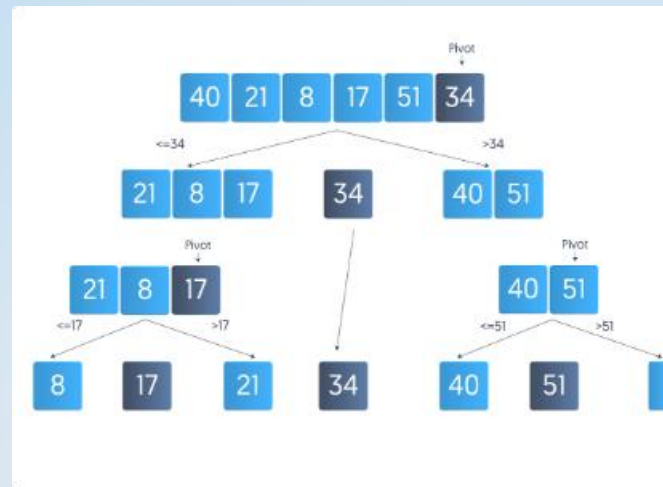 Pivot
40 21 8 17 51 34
<=34 >34
21 8 17 34 40 51
Pivot Pivot
21 8 17 40 51
<=17 >17 <=51 >51
8 17 21 34 40 51